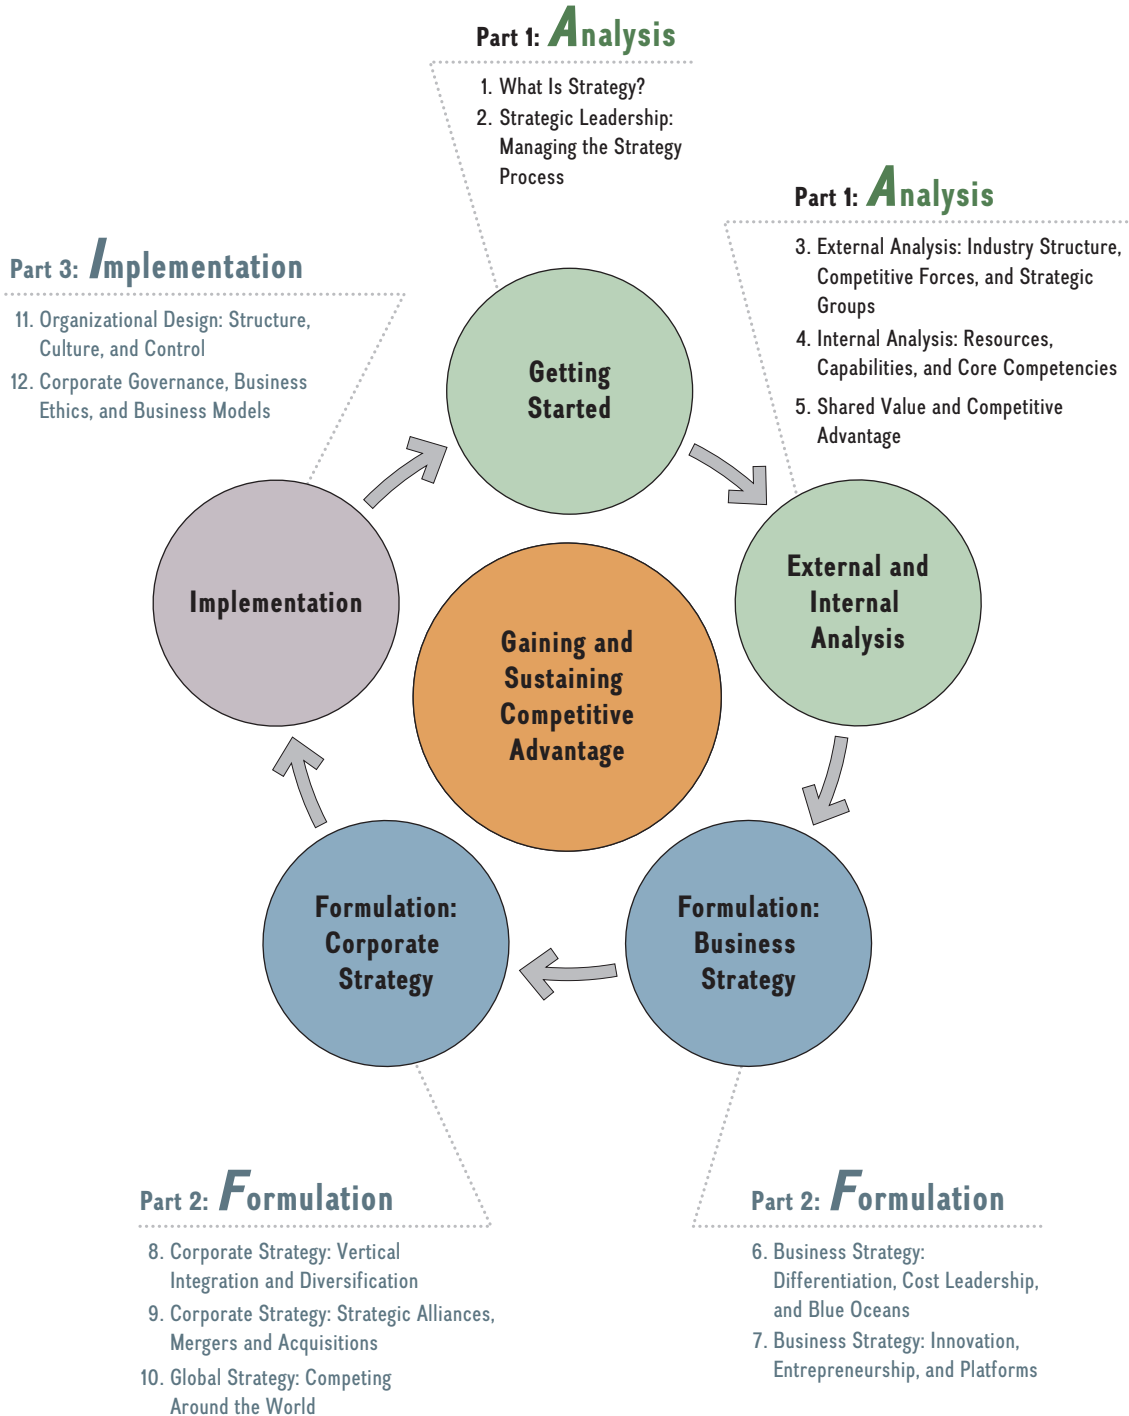 Part 1: Analysis
1. What Is Strategy?
2. Strategic Leadership:
Managing the Strategy
Process
Part 1: Analysis
3. External Analysis: Industry Structure,
Competitive Forces, and Strategic
Groups
4. Internal Analysis: Resources,
Capabilities, and Core Competencies
5. Shared Value and Competitive
Advantage
Part 3: Implementation
11. Organizational Design: Structure,
Culture, and Control
12. Corporate Governance, Business
Ethics, and Business Models
Getting
Started
External and
Internal
Analysis
Implementation
Gaining and
Sustaining
Competitive
Advantage
Formulation:
Corporate
Strategy
Formulation:
Business
Strategy
Part 2: Formulation
8. Corporate Strategy: Vertical
Integration and Diversification
9. Corporate Strategy: Strategic Alliances,
Mergers and Acquisitions
10. Global Strategy: Competing
Around the World
Part 2: Formulation
6. Business Strategy:
Differentiation, Cost Leadership,
and Blue Oceans
7. Business Strategy: Innovation,
Entrepreneurship, and Platforms